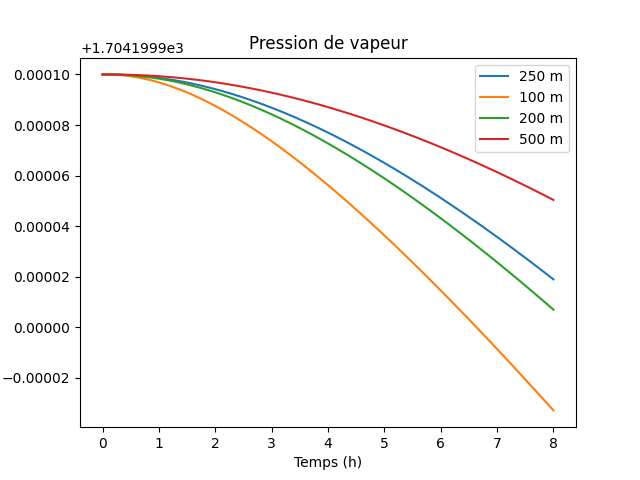 Pression de vapeur
+1.7041999e3
0.00010
0.00008
0.00006
0.00004
0.00002
0.00000
−0.00002
250 m
100 m
200 m
500 m
0 1 2 3 4 5 6 7 8
Temps (h)